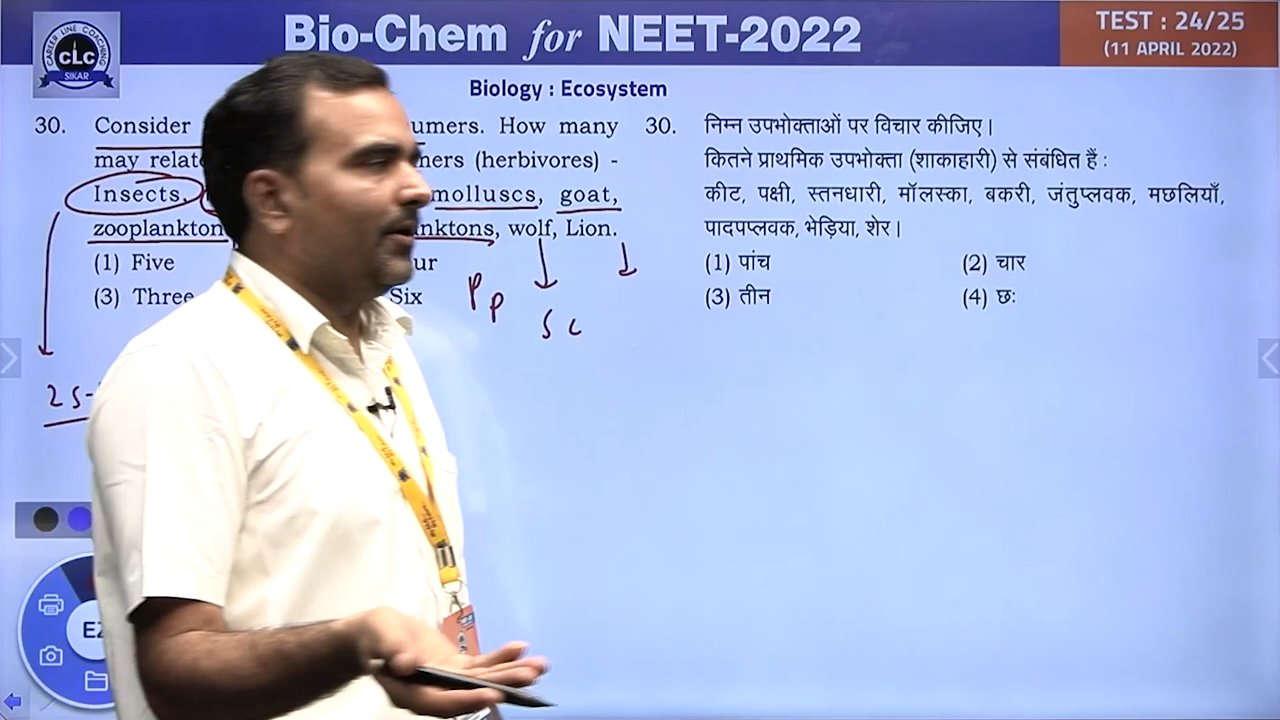 CAREER LINE COACHING
CLC
SIKAR
Bio-Chem for NEET-2022
TEST : 24/25
(11 APRIL 2022)
Biology : Ecosystem
30. Consider umers. How many
may relate hers (herbivores) -
Insects, molluscs, goat,
zooplankton nktons, wolf, Lion.
(1) Five ur
(3) Three Six
P P
S C
30. निम्न उपभोक्ताओं पर विचार कीजिए।
कितने प्राथमिक उपभोक्ता (शाकाहारी) से संबंधित हैं :
कीट, पक्षी, स्तनधारी, मॉलस्का, बकरी, जंतुप्लवक, मछलियाँ,
पादपप्लवक, भेड़िया, शेर।
(1) पांच (2) चार
(3) तीन (4) छः
EZ